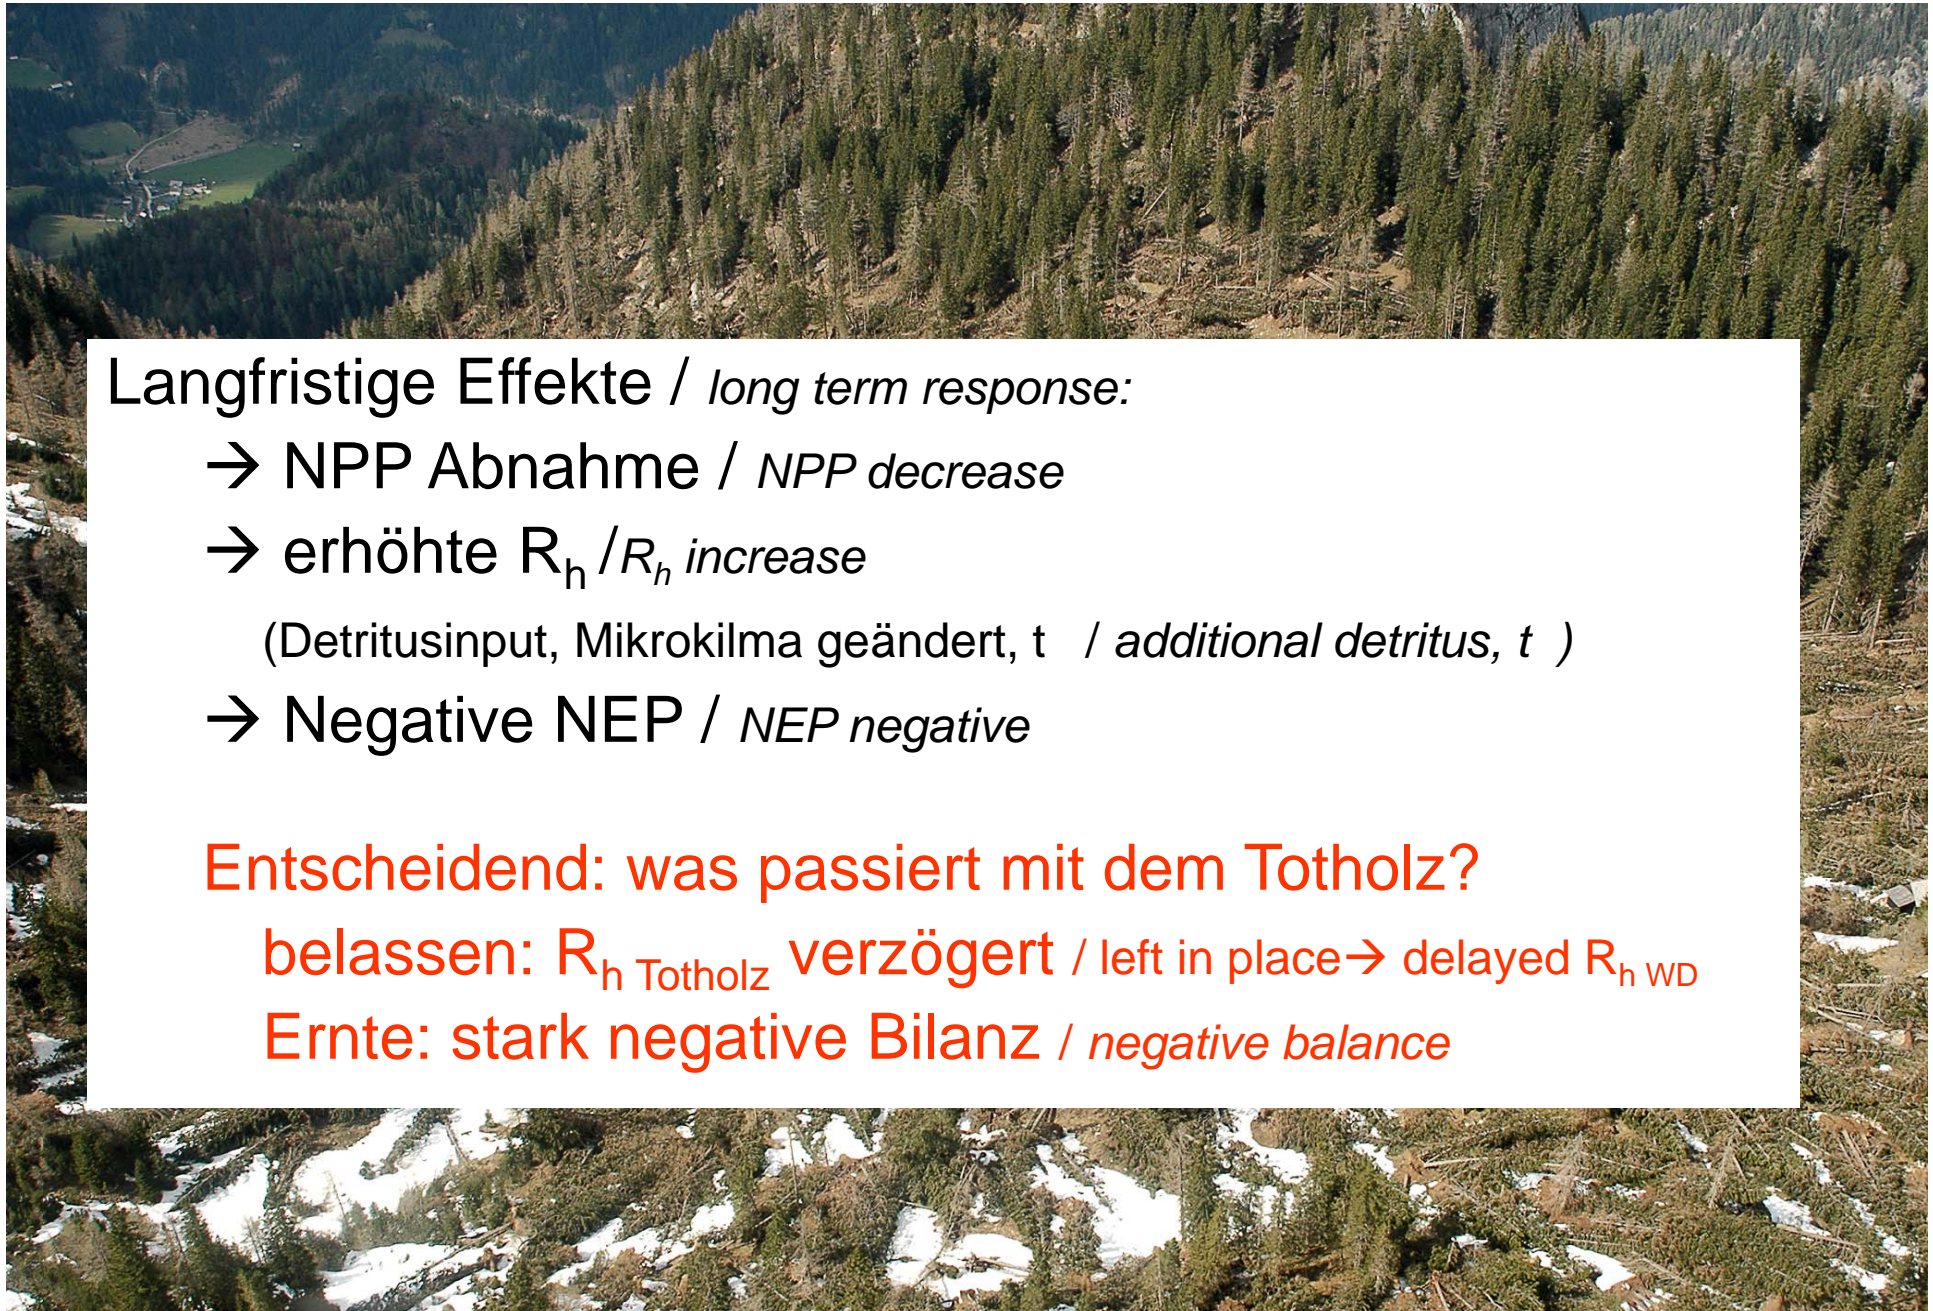 Langfristige Effekte / long term response:
→ NPP Abnahme / NPP decrease
→ erhöhte Rh /Rh increase
(Detritusinput, Mikrokilma geändert, t / additional detritus, t )
→ Negative NEP / NEP negative
Entscheidend: was passiert mit dem Totholz?
belassen: Rh Totholz verzögert / left in place→ delayed Rh WD
Ernte: stark negative Bilanz / negative balance